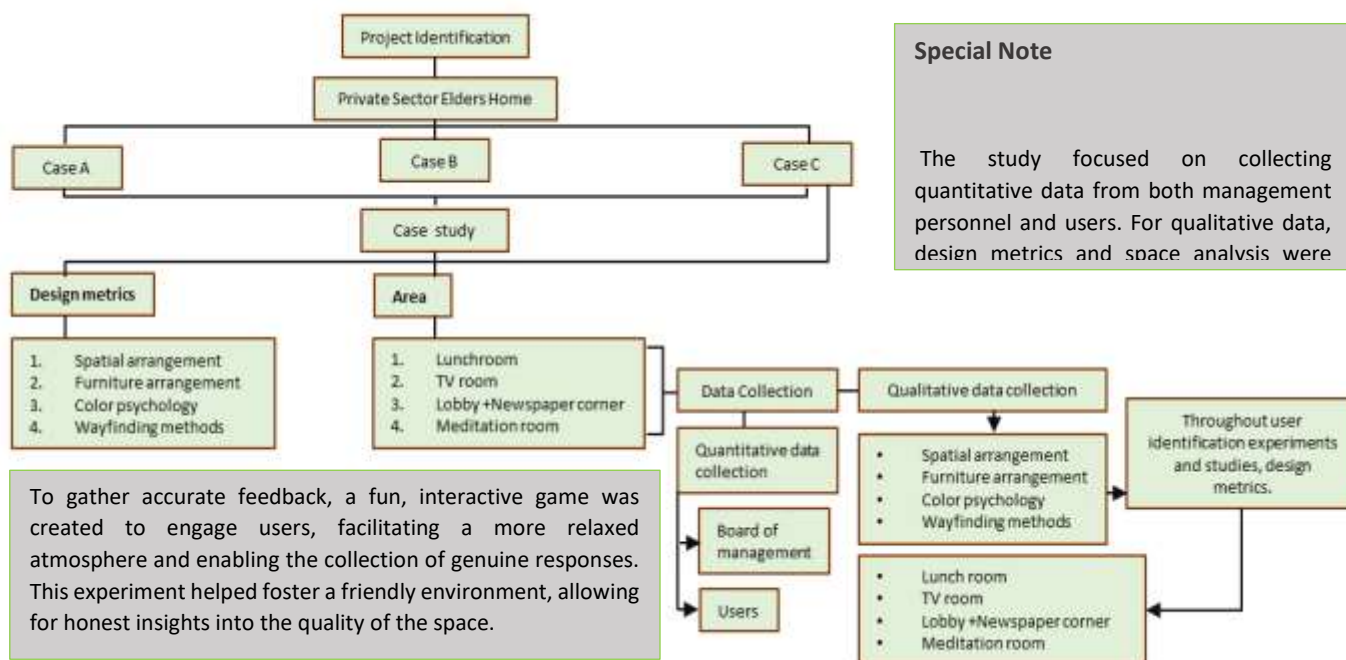 Project Identification
Private Sector Elders Home
Case A
Case B
Case C
Case study
Special Note
The study focused on collecting
quantitative data from both management
personnel and users. For qualitative data,
design metrics and space analysis were
Design metrics
1. Spatial arrangement
2. Furniture arrangement
3. Color psychology
4. Wayfinding methods
Area
1. Lunchroom
2. TV room
3. Lobby +Newspaper corner
4. Meditation room
Data Collection
Quantitative data
collection
Board of
management
Users
Qualitative data collection
• Spatial arrangement
• Furniture arrangement
• Color psychology
• Wayfinding methods
Throughout user
identification experiments
and studies, design
metrics.
• Lunch room
• TV room
• Lobby +Newspaper corner
• Meditation room
To gather accurate feedback, a fun, interactive game was
created to engage users, facilitating a more relaxed
atmosphere and enabling the collection of genuine responses.
This experiment helped foster a friendly environment, allowing
for honest insights into the quality of the space.